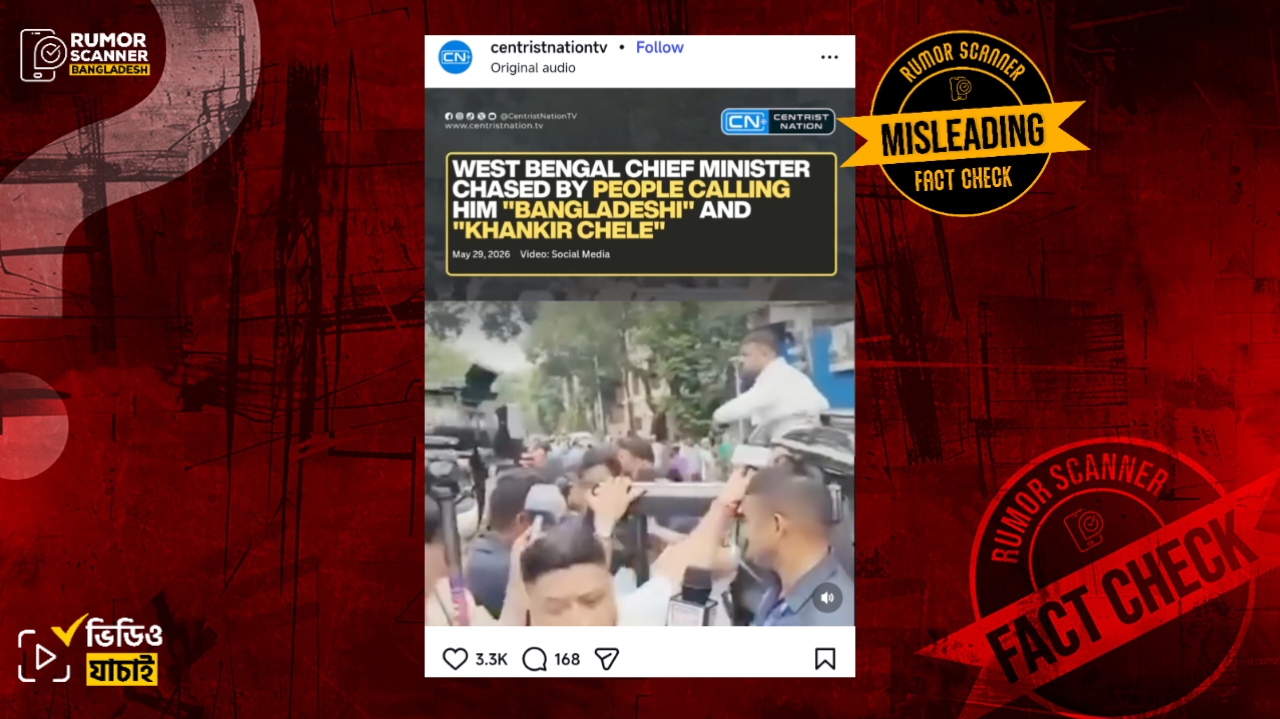 RUMOR
SCANNER
BANGLADESH
centristnationtv • Follow
Original audio
@CentristNationTV
www.centristnation.tv
CN+ CENTRIST
NATION
WEST BENGAL CHIEF MINISTER
CHASED BY PEOPLE CALLING
HIM "BANGLADESHI" AND
"KHANKIR CHELE"
May 29, 2026 Video: Social Media
3.3K 168
RUMOR SCANNER
MISLEADING
FACT CHECK
RUMOR SCANNER
FACT CHECK
ভিডিও
যাচাই